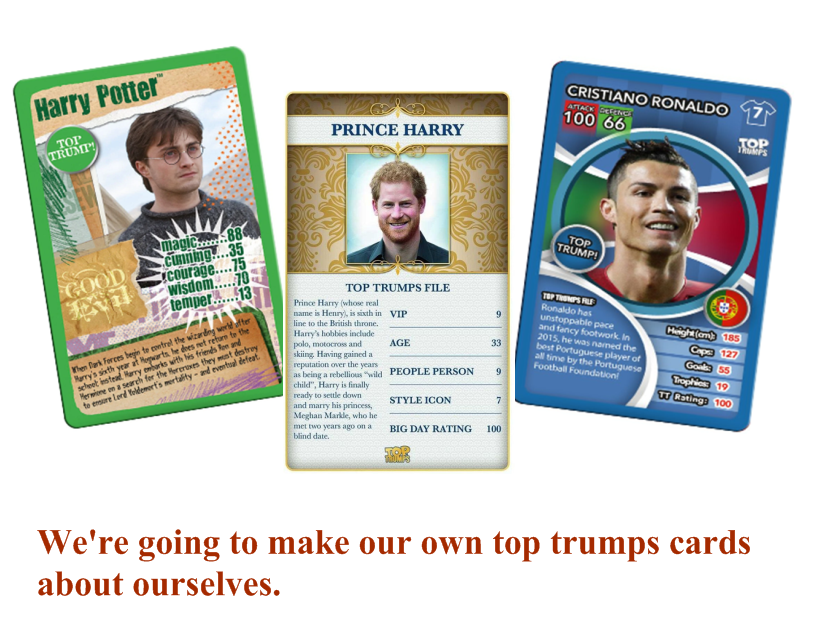 Harry Potter™
TOP
TRUMP!
magic.......88
cunning....35
courage....75
wisdom....70
temper......13
GOOD
When Dark Forces begin to control the wizarding world after
Harry's sixth year at Hogwarts, he does not return to the
school. Instead, Harry embarks with his friends Ron and
Hermione on a search for the Horcruxes. They must destroy
to ensure Lord Voldemort's mortality – and eventual defeat.
PRINCE HARRY
TOP TRUMPS FILE
Prince Harry (whose real
name is Henry), is sixth in
line to the British throne.
Harry's hobbies include
polo, motocross and
skiing. Having gained a
reputation over the years
as being a rebellious "wild
child", Harry is finally
ready to settle down
and marry his princess,
Meghan Markle, who he
met two years ago on a
blind date.
VIP 9
AGE 33
PEOPLE PERSON 9
STYLE ICON 7
BIG DAY RATING 100
TOP
TRUMPS
CRISTIANO RONALDO
7
ATTACK
100
DEFENCE
66
TOP
TRUMPS
TOP
TRUMP!
TOP TRUMPS FILE:
Ronaldo has
unstoppable pace
and fancy footwork. In
2015, he was named the
best Portuguese player of
all time by the Portuguese
Football Foundation!
Height (cm): 185
Caps: 127
Goals: 55
Trophies: 19
TT Rating: 100
We're going to make our own top trumps cards
about ourselves.